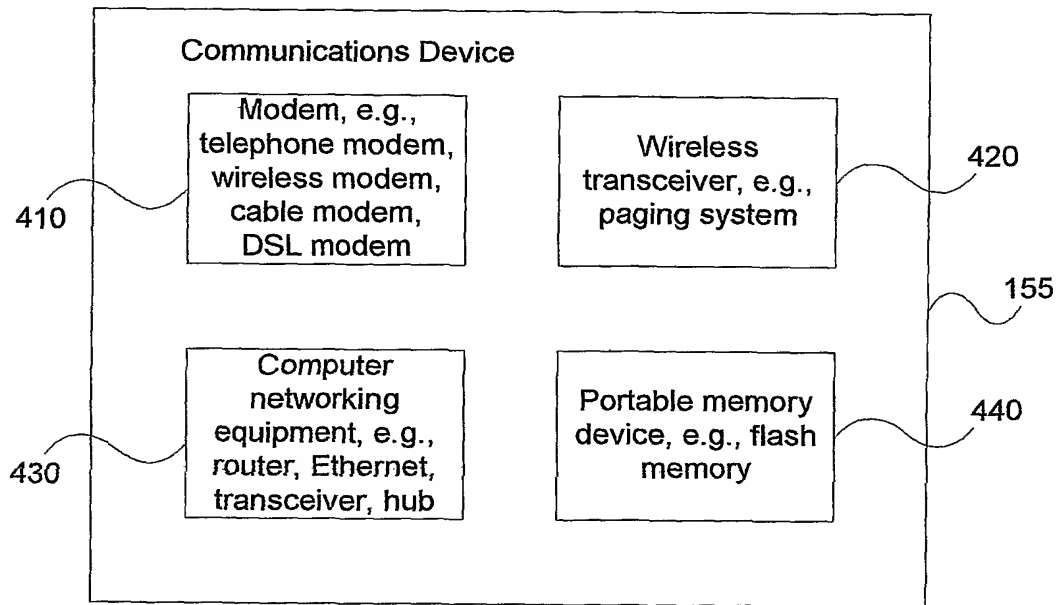 Communications Device
Modem, e.g.,
telephone modem,
wireless modem,
cable modem,
DSL modem
410
Wireless
transceiver, e.g.,
paging system
420
155
Computer
networking
equipment, e.g.,
router, Ethernet,
transceiver, hub
430
Portable memory
device, e.g., flash
memory
440